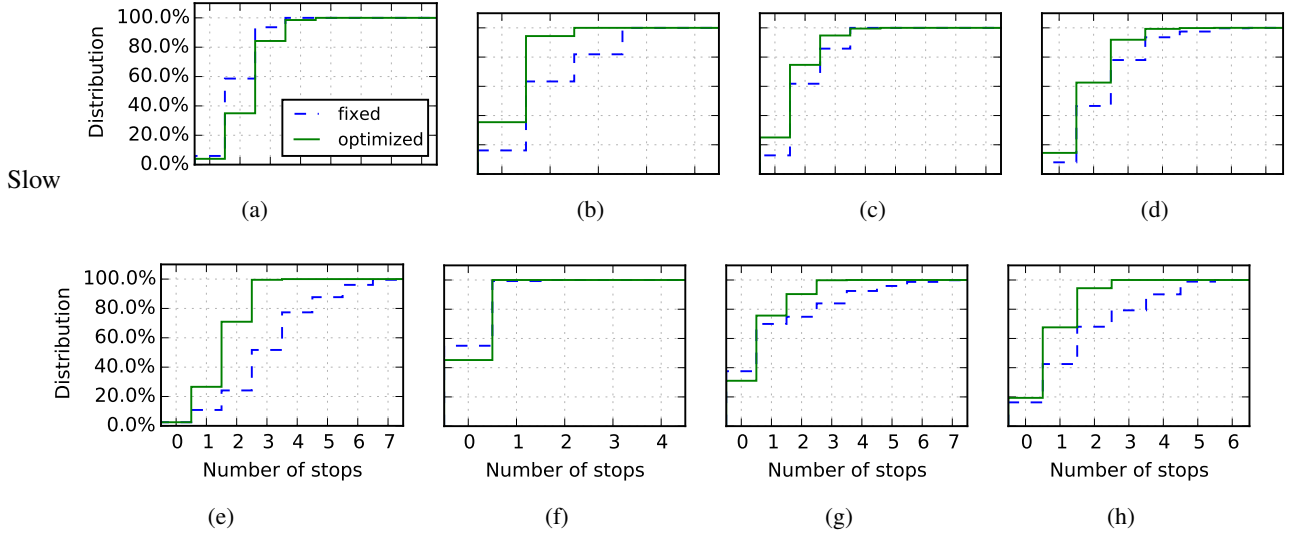 Distribution
100.0%
80.0%
60.0%
40.0%
20.0%
0.0%
fixed
optimized
Slow
(a)
(b)
(c)
(d)
Distribution
100.0%
80.0%
60.0%
40.0%
20.0%
0.0%
0 1 2 3 4 5 6 7
Number of stops
0 1 2 3 4
Number of stops
0 1 2 3 4 5 6 7
Number of stops
0 1 2 3 4 5 6
Number of stops
(e)
(f)
(g)
(h)